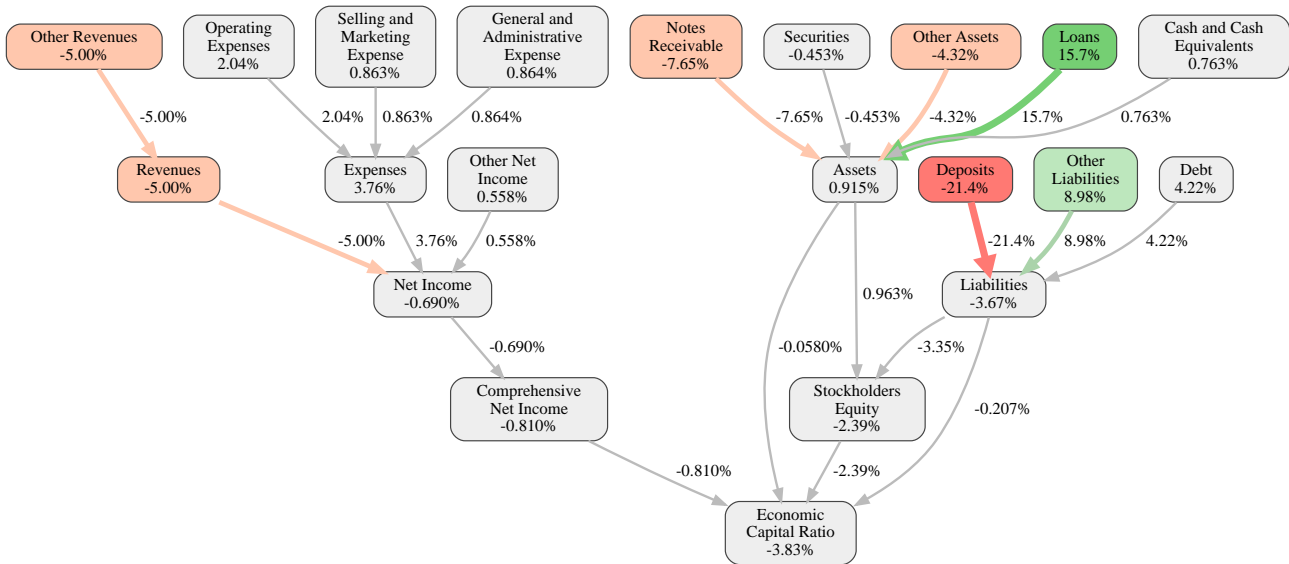 Other Revenues
-5.00%
Operating
Expenses
2.04%
Selling and
Marketing
Expense
0.863%
General and
Administrative
Expense
0.864%
Notes
Receivable
-7.65%
Securities
-0.453%
Other Assets
-4.32%
Loans
15.7%
Cash and Cash
Equivalents
0.763%
-5.00%
2.04%
0.863%
0.864%
-7.65%
-0.453%
-4.32%
15.7%
0.763%
Revenues
-5.00%
Expenses
3.76%
Other Net
Income
0.558%
Assets
0.915%
Deposits
-21.4%
Other
Liabilities
8.98%
Debt
4.22%
-5.00%
3.76%
0.558%
-21.4%
8.98%
4.22%
Net Income
-0.690%
0.963%
Liabilities
-3.67%
-0.690%
-0.0580%
-3.35%
Comprehensive
Net Income
-0.810%
Stockholders
Equity
-2.39%
-0.207%
-0.810%
-2.39%
Economic
Capital Ratio
-3.83%